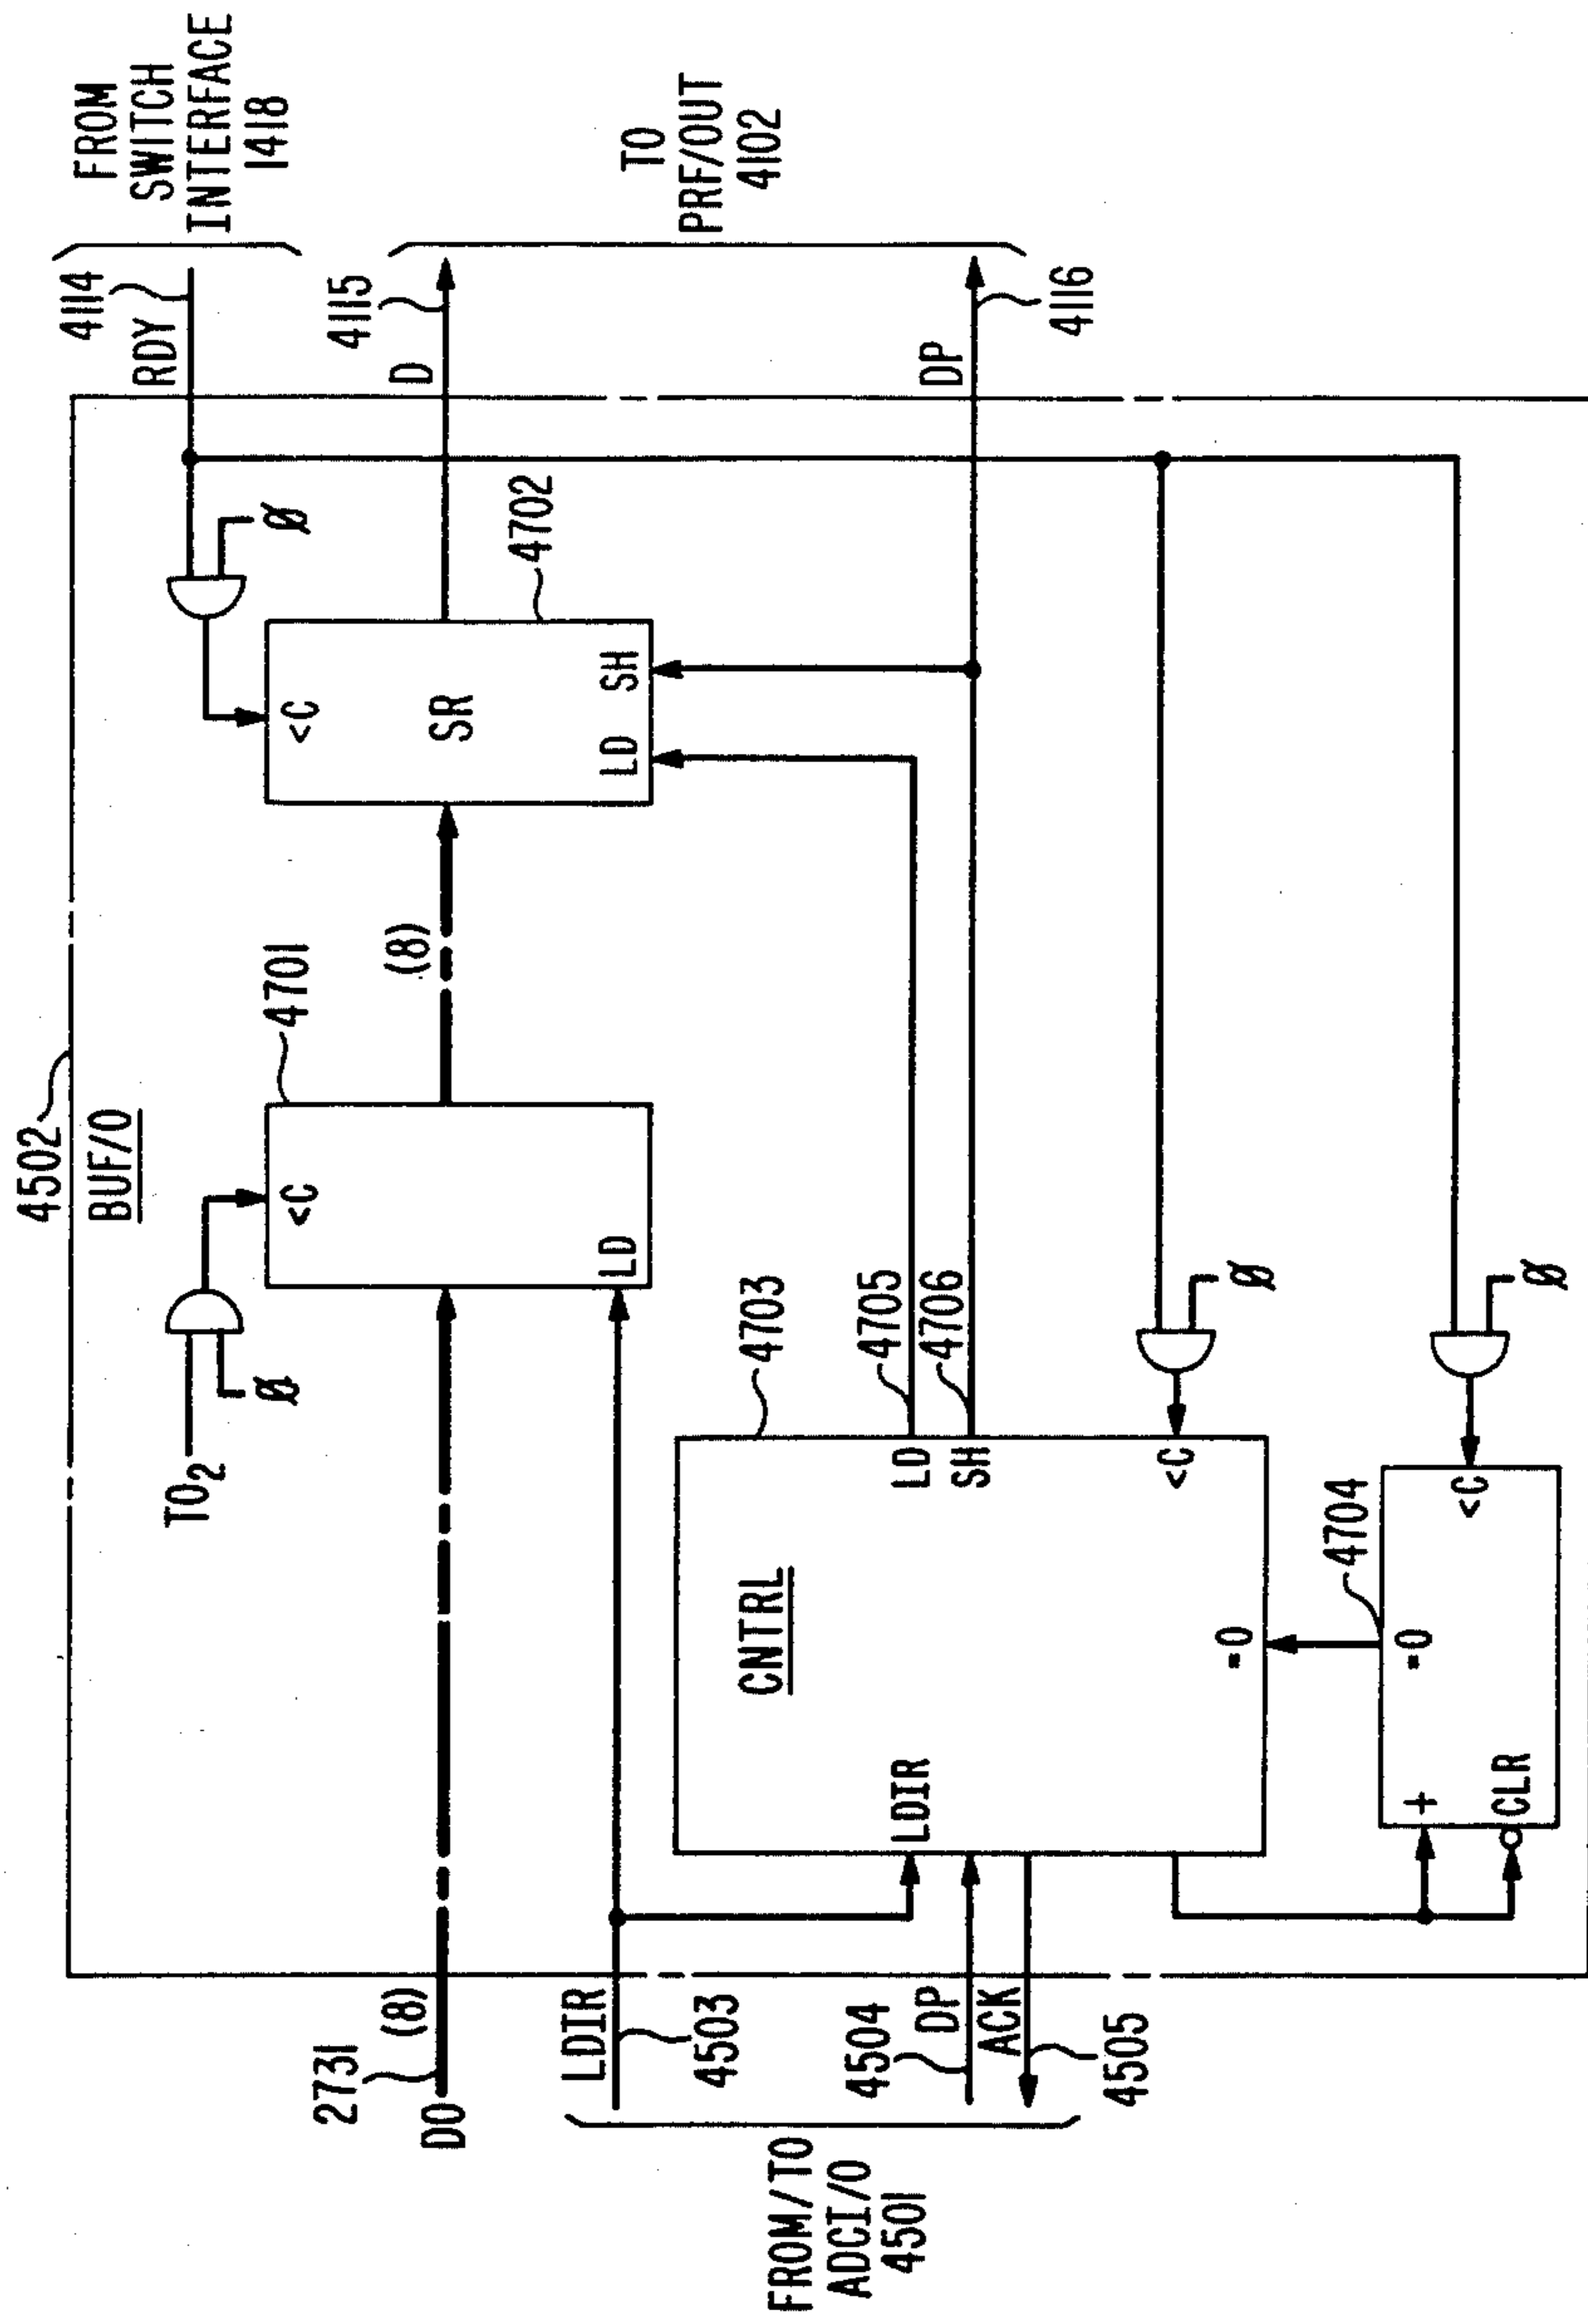 4502
BUF/O
TO2
Ø
<C
4701
LD
(8)
Ø
<C
SR
LD
SH
4702
4114
RDY
FROM
SWITCH
INTERFACE
1418
2731
DO
(8)
D
4115
TO
PRF/OUT
4102
LDIR
4503
4504
DP
ACK
4505
FROM/TO
ADCI/O
4501
4703
CNTRL
LDIR
LD
SH
<C
=0
4705
4706
DP
4116
Ø
4704
=0
+
CLR
<C
Ø